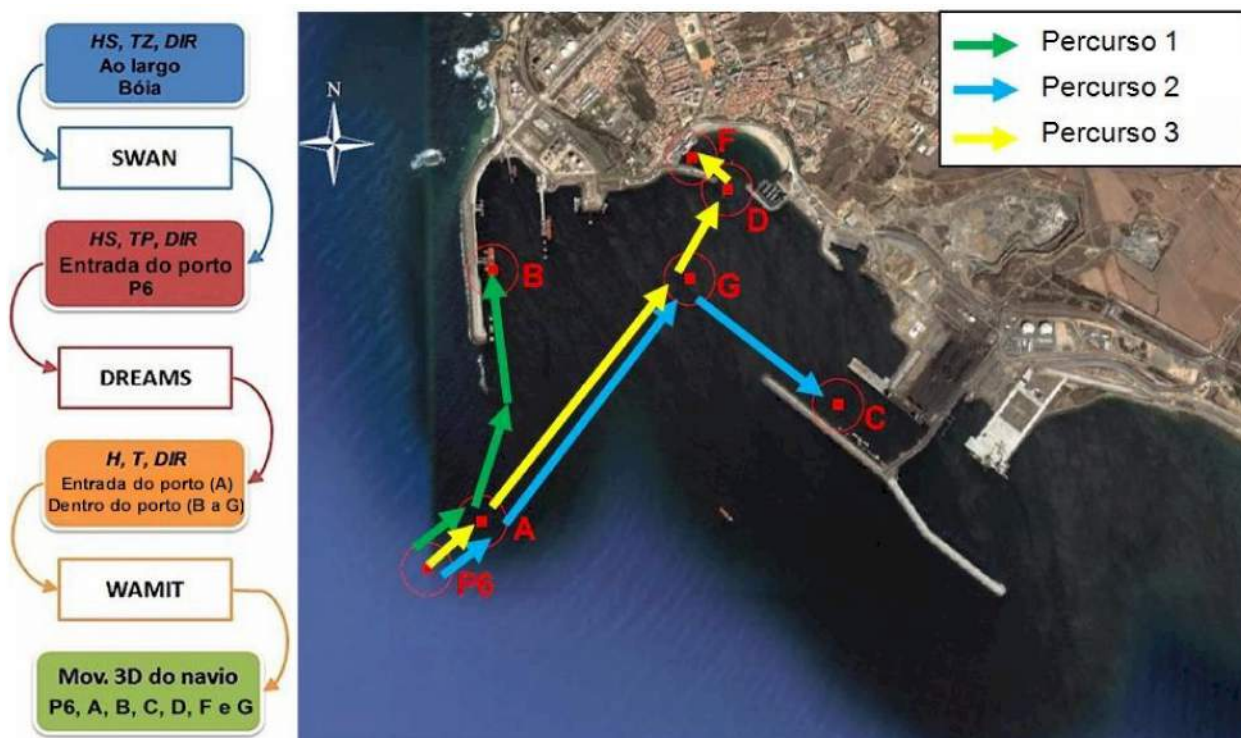 HS, TZ, DIR
Ao largo
Bóia
SWAN
HS, TP, DIR
Entrada do porto
P6
DREAMS
H, T, DIR
Entrada do porto (A)
Dentro do porto (B a G)
WAMIT
Mov. 3D do navio
P6, A, B, C, D, F e G
N
Percurso 1
Percurso 2
Percurso 3
F
D
B
G
C
A
P6